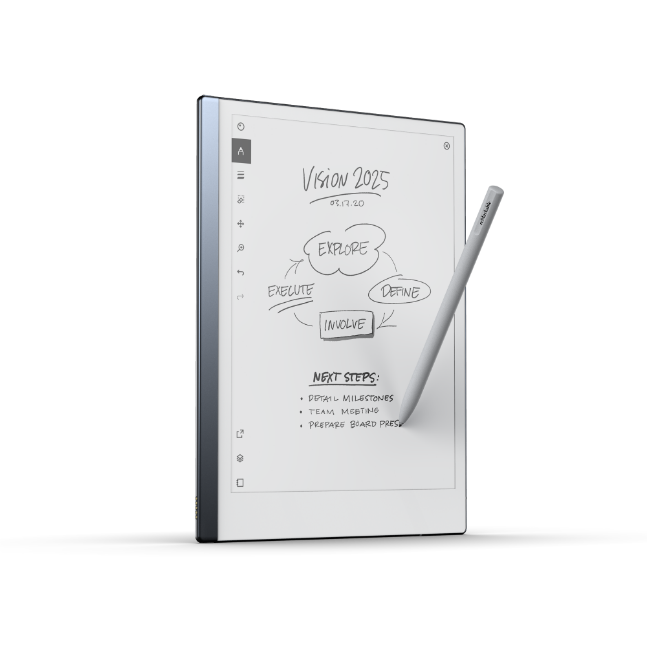 Vision 2025
03.17.20
EXPLORE
EXECUTE
DEFINE
INVOLVE
NEXT STEPS:
• DETAIL MILESTONES
• TEAM MEETING
• PREPARE BOARD PRES